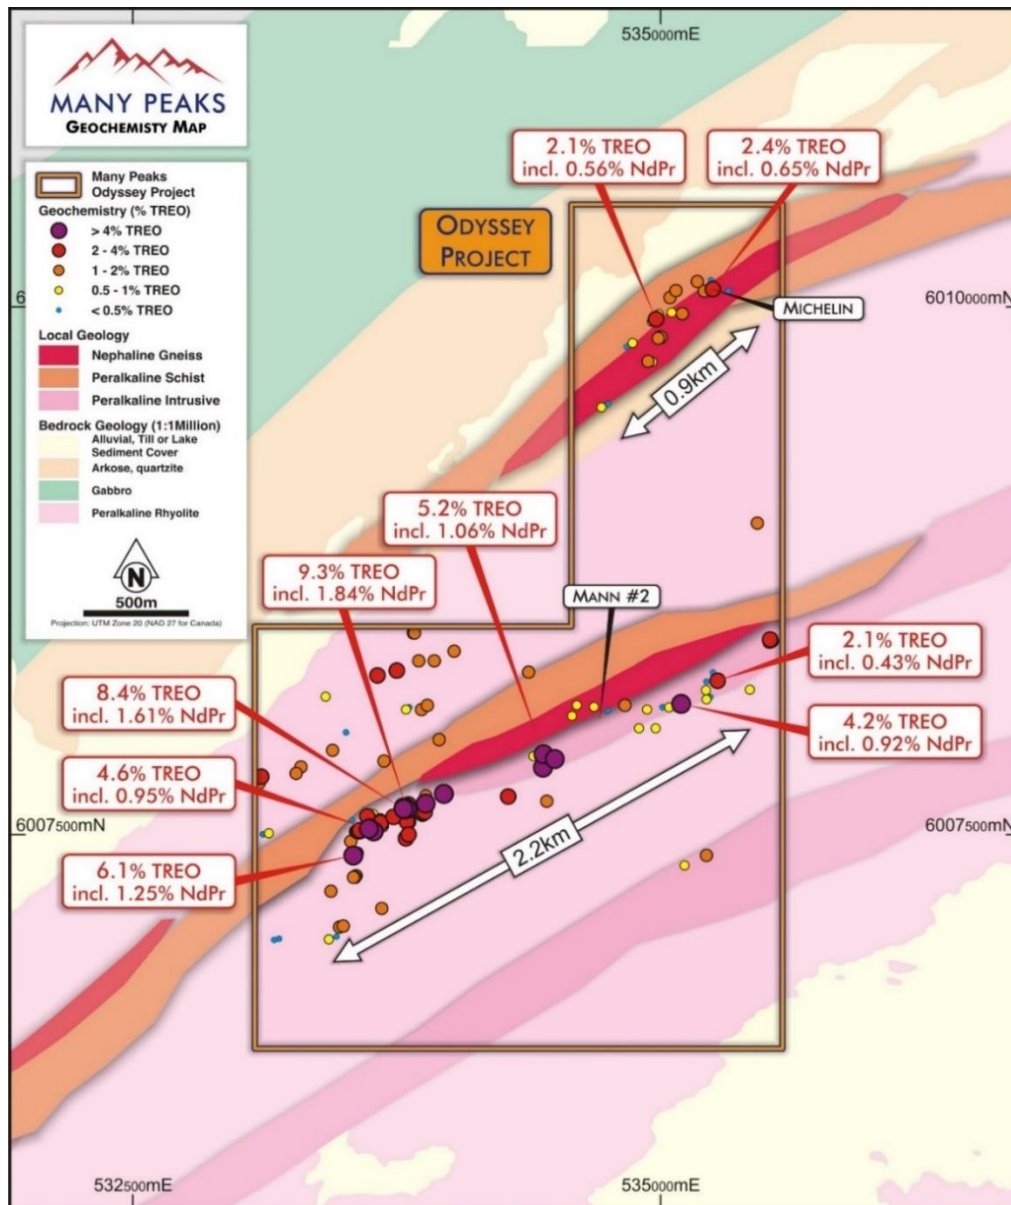 535000mE
MANY PEAKS
GEOCHEMISTY MAP
Many Peaks
Odyssey Project
Geochemistry (% TREO)
> 4% TREO
2 - 4% TREO
1 - 2% TREO
0.5 - 1% TREO
< 0.5% TREO
Local Geology
Nephaline Gneiss
Peralkaline Schist
Peralkaline Intrusive
Bedrock Geology (1:1Million)
Alluvial, Till or Lake
Sediment Cover
Arkose, quartzite
Gabbro
Peralkaline Rhyolite
N
500m
Projection: UTM Zone 20 (NAD 27 for Canada)
2.1% TREO
incl. 0.56% NdPr
2.4% TREO
incl. 0.65% NdPr
ODYSSEY
PROJECT
6
6010000mN
MICHELIN
0.9km
5.2% TREO
incl. 1.06% NdPr
9.3% TREO
incl. 1.84% NdPr
MANN #2
2.1% TREO
incl. 0.43% NdPr
8.4% TREO
incl. 1.61% NdPr
4.2% TREO
incl. 0.92% NdPr
4.6% TREO
incl. 0.95% NdPr
6007500mN
6007500mN
2.2km
6.1% TREO
incl. 1.25% NdPr
532500mE
535000mE